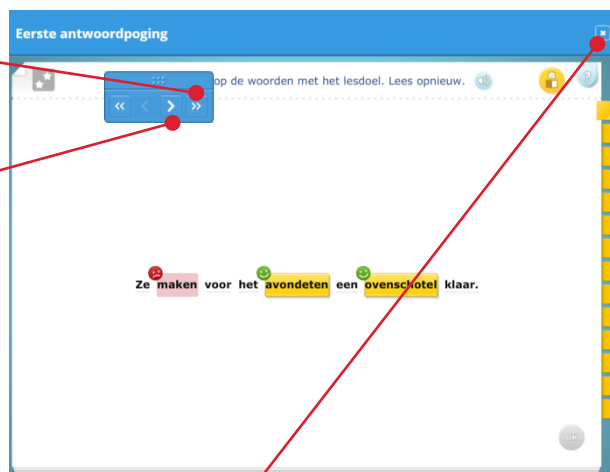 Eerste antwoordpoging
op de woorden met het lesdoel. Lees opnieuw.
?
« < > »
Ze maken voor het avondeten een ovenschotel klaar.
OK